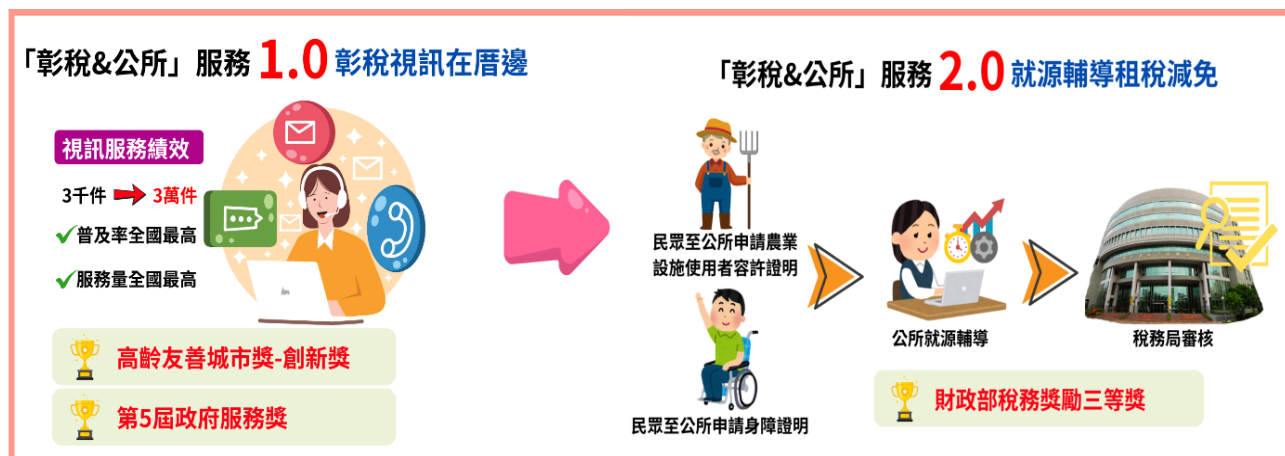 「彰稅&公所」服務 1.0 彰稅視訊在厝邊
視訊服務績效
3千件 3萬件
普及率全國最高
服務量全國最高
高齡友善城市獎-創新獎
第5屆政府服務獎
「彰稅&公所」服務 2.0 就源輔導租稅減免
民眾至公所申請農業
設施使用者容許證明
民眾至公所申請身障證明
公所就源輔導
稅務局審核
財政部稅務獎勵三等獎